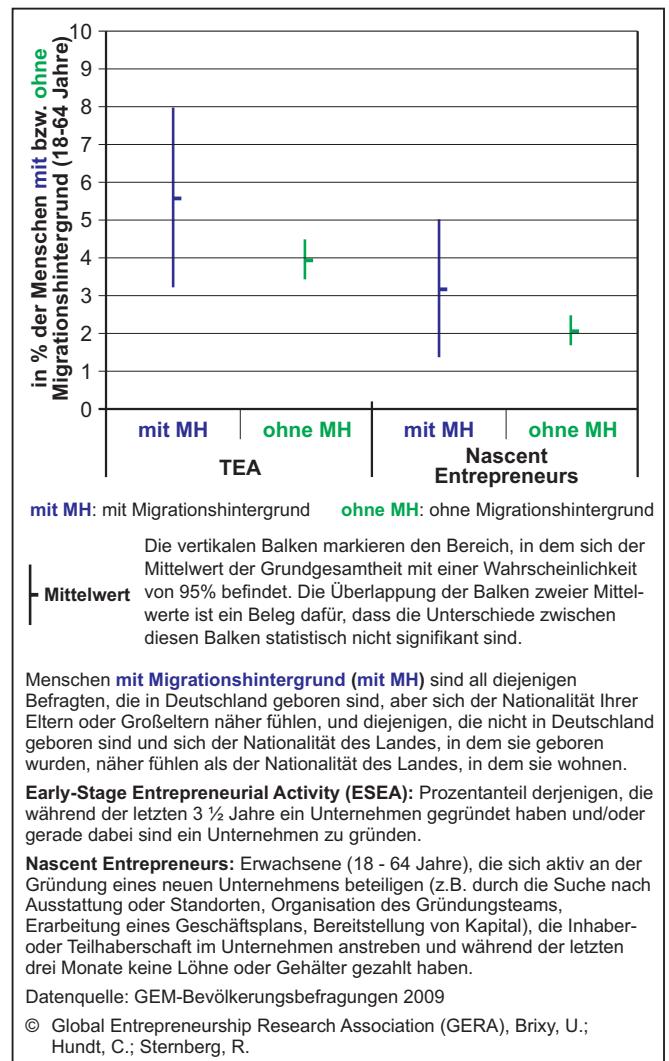 in % der Menschen mit bzw. ohne
Migrationshintergrund (18-64 Jahre)
10
9
8
7
6
5
4
3
2
1
0
mit MH
ohne MH
mit MH
ohne MH
TEA
Nascent
Entrepreneurs
mit MH: mit Migrationshintergrund ohne MH: ohne Migrationshintergrund
Mittelwert
Die vertikalen Balken markieren den Bereich, in dem sich der
Mittelwert der Grundgesamtheit mit einer Wahrscheinlichkeit
von 95% befindet. Die Überlappung der Balken zweier Mittel-
werte ist ein Beleg dafür, dass die Unterschiede zwischen
diesen Balken statistisch nicht signifikant sind.
Menschen mit Migrationshintergrund (mit MH) sind all diejenigen
Befragten, die in Deutschland geboren sind, aber sich der Nationalität Ihrer
Eltern oder Großeltern näher fühlen, und diejenigen, die nicht in Deutschland
geboren sind und sich der Nationalität des Landes, in dem sie geboren
wurden, näher fühlen als der Nationalität des Landes, in dem sie wohnen.
Early-Stage Entrepreneurial Activity (ESEA): Prozentanteil derjenigen, die
während der letzten 3 ½ Jahre ein Unternehmen gegründet haben und/oder
gerade dabei sind ein Unternehmen zu gründen.
Nascent Entrepreneurs: Erwachsene (18 - 64 Jahre), die sich aktiv an der
Gründung eines neuen Unternehmens beteiligen (z.B. durch die Suche nach
Ausstattung oder Standorten, Organisation des Gründungsteams,
Erarbeitung eines Geschäftsplans, Bereitstellung von Kapital), die Inhaber-
oder Teilhaberschaft im Unternehmen anstreben und während der letzten
drei Monate keine Löhne oder Gehälter gezahlt haben.
Datenquelle: GEM-Bevölkerungsbefragungen 2009
© Global Entrepreneurship Research Association (GERA), Brixy, U.;
Hundt, C.; Sternberg, R.